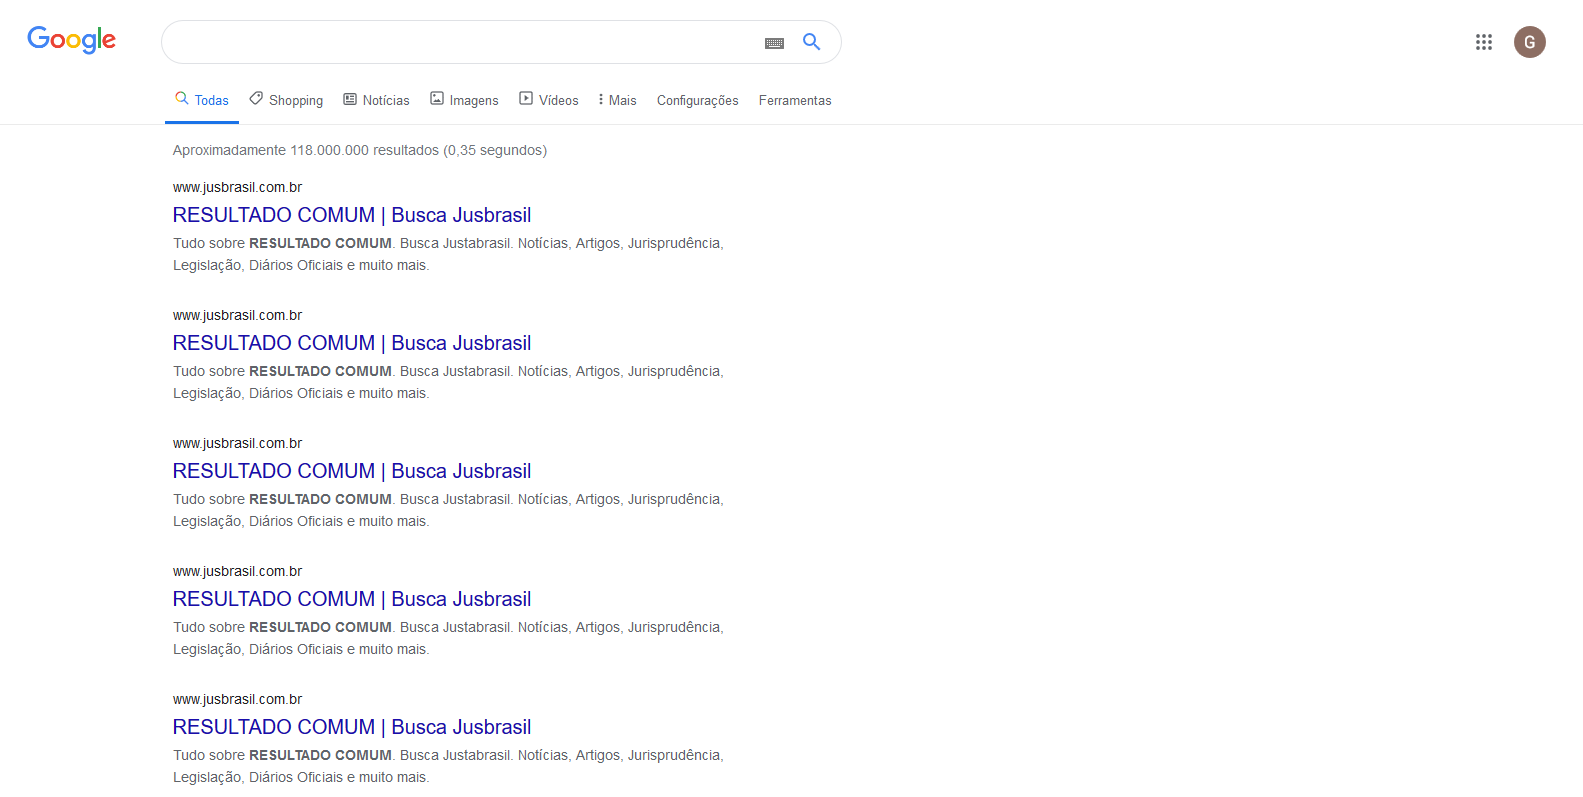 Google
G
Todas Shopping Notícias Imagens Vídeos Mais Configurações Ferramentas
Aproximadamente 118.000.000 resultados (0,35 segundos)
www.jusbrasil.com.br
RESULTADO COMUM | Busca Jusbrasil
Tudo sobre RESULTADO COMUM. Busca Justabrasil. Notícias, Artigos, Jurisprudência,
Legislação, Diários Oficiais e muito mais.
www.jusbrasil.com.br
RESULTADO COMUM | Busca Jusbrasil
Tudo sobre RESULTADO COMUM. Busca Justabrasil. Notícias, Artigos, Jurisprudência,
Legislação, Diários Oficiais e muito mais.
www.jusbrasil.com.br
RESULTADO COMUM | Busca Jusbrasil
Tudo sobre RESULTADO COMUM. Busca Justabrasil. Notícias, Artigos, Jurisprudência,
Legislação, Diários Oficiais e muito mais.
www.jusbrasil.com.br
RESULTADO COMUM | Busca Jusbrasil
Tudo sobre RESULTADO COMUM. Busca Justabrasil. Notícias, Artigos, Jurisprudência,
Legislação, Diários Oficiais e muito mais.
www.jusbrasil.com.br
RESULTADO COMUM | Busca Jusbrasil
Tudo sobre RESULTADO COMUM. Busca Justabrasil. Notícias, Artigos, Jurisprudência,
Legislação, Diários Oficiais e muito mais.